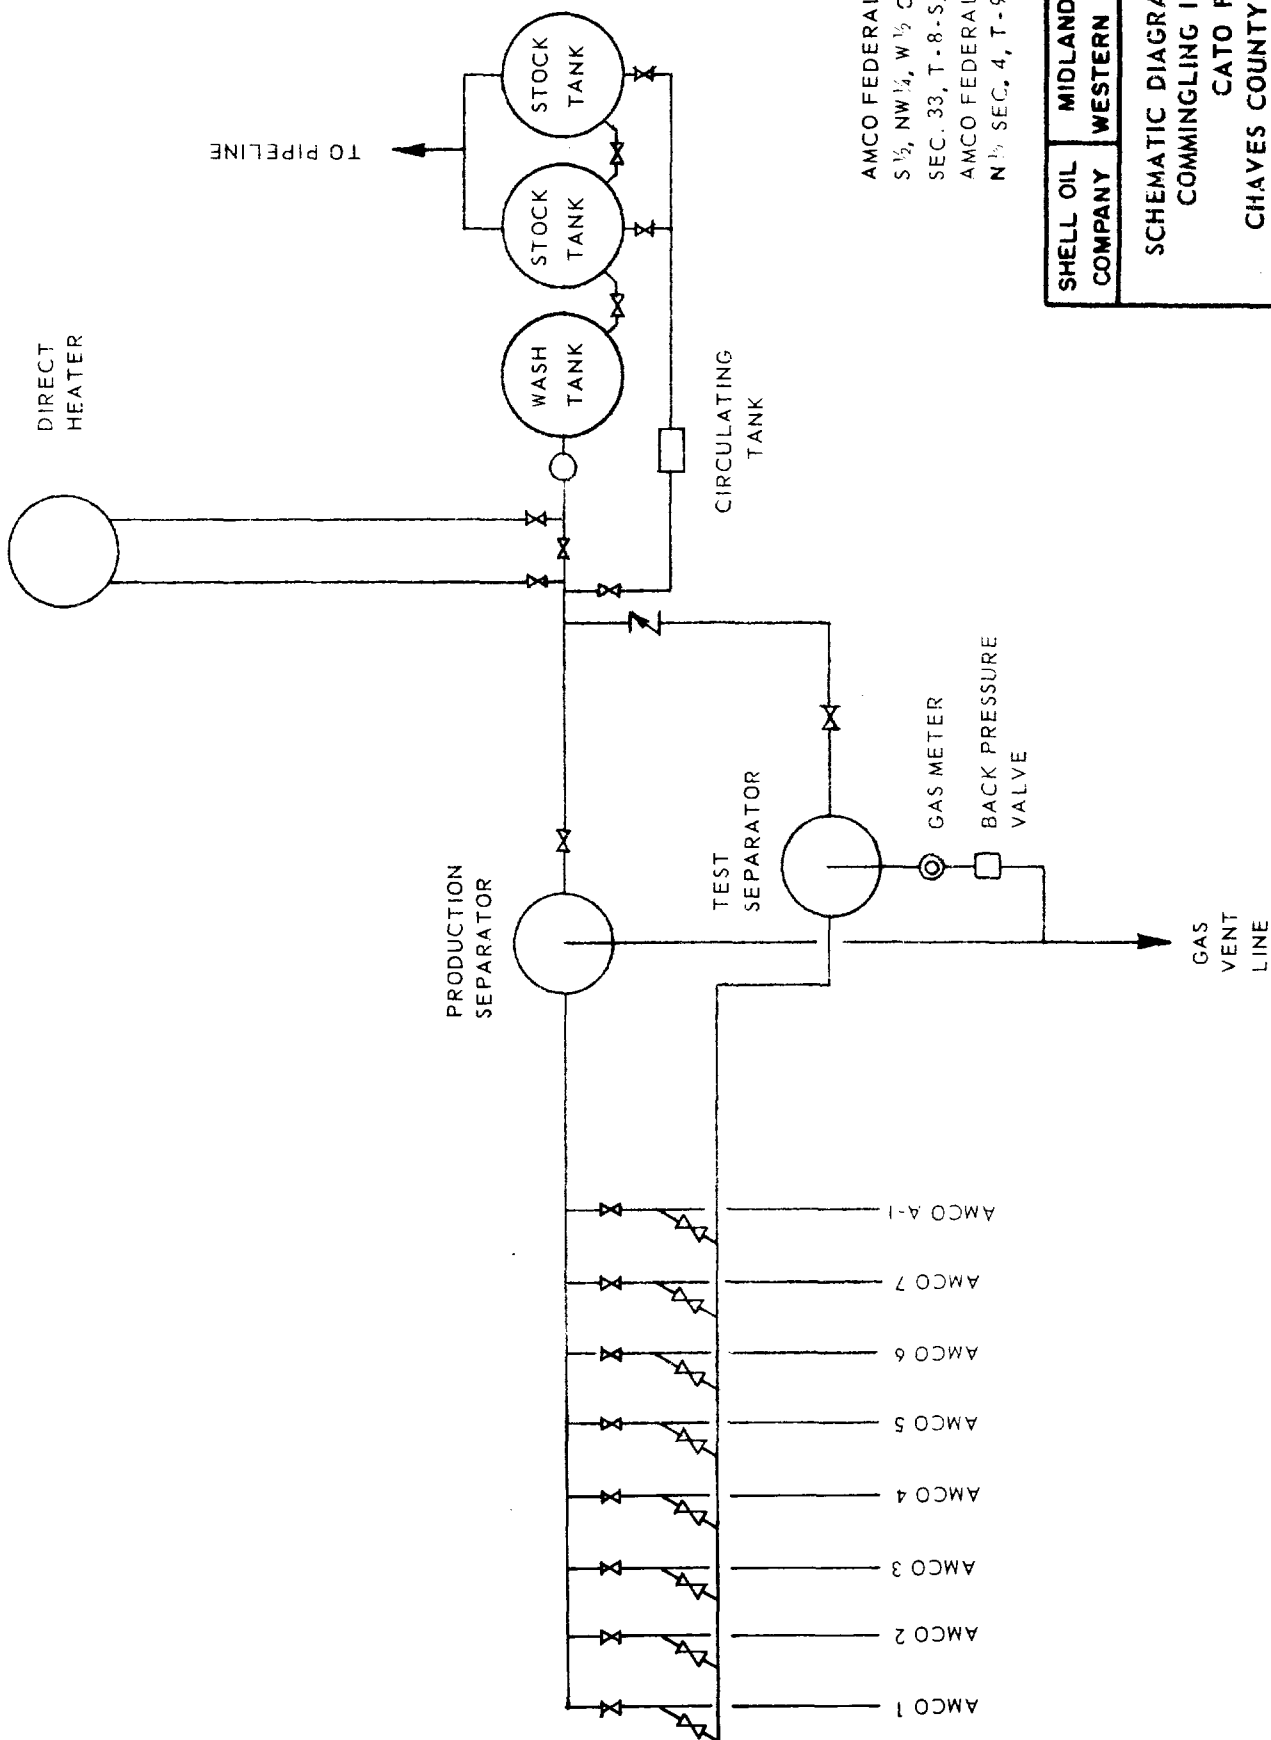 DIRECT
HEATER
TO PIPELINE
STOCK
TANK
STOCK
TANK
WASH
TANK
CIRCULATING
TANK
PRODUCTION
SEPARATOR
TEST
SEPARATOR
GAS METER
BACK PRESSURE
VALVE
GAS
VENT
LINE
AMCO 1
AMCO 2
AMCO 3
AMCO 4
AMCO 5
AMCO 6
AMCO 7
AMCO A-1
AMCO FEDERAL
S ½, NW ¼, W ½
SEC. 33, T-8-S,
AMCO FEDERAL
N ½ SEC. 4, T-9
SHELL OIL
COMPANY
MIDLAND
WESTERN
SCHEMATIC DIAGRA
COMMINGLING
CATO
CHAVES COUNTY